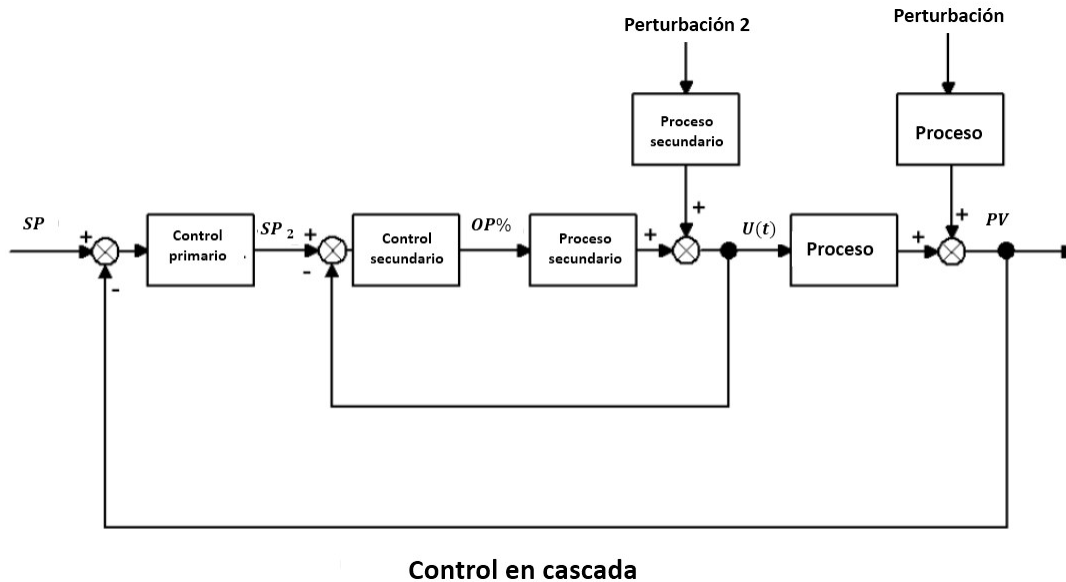 Perturbación 2
Perturbación
Proceso
secundario
Proceso
+
+
SP
+
-
Control
primario
SP 2
+
-
Control
secundario
OP%
Proceso
secundario
+
U(t)
Proceso
+
PV
Control en cascada